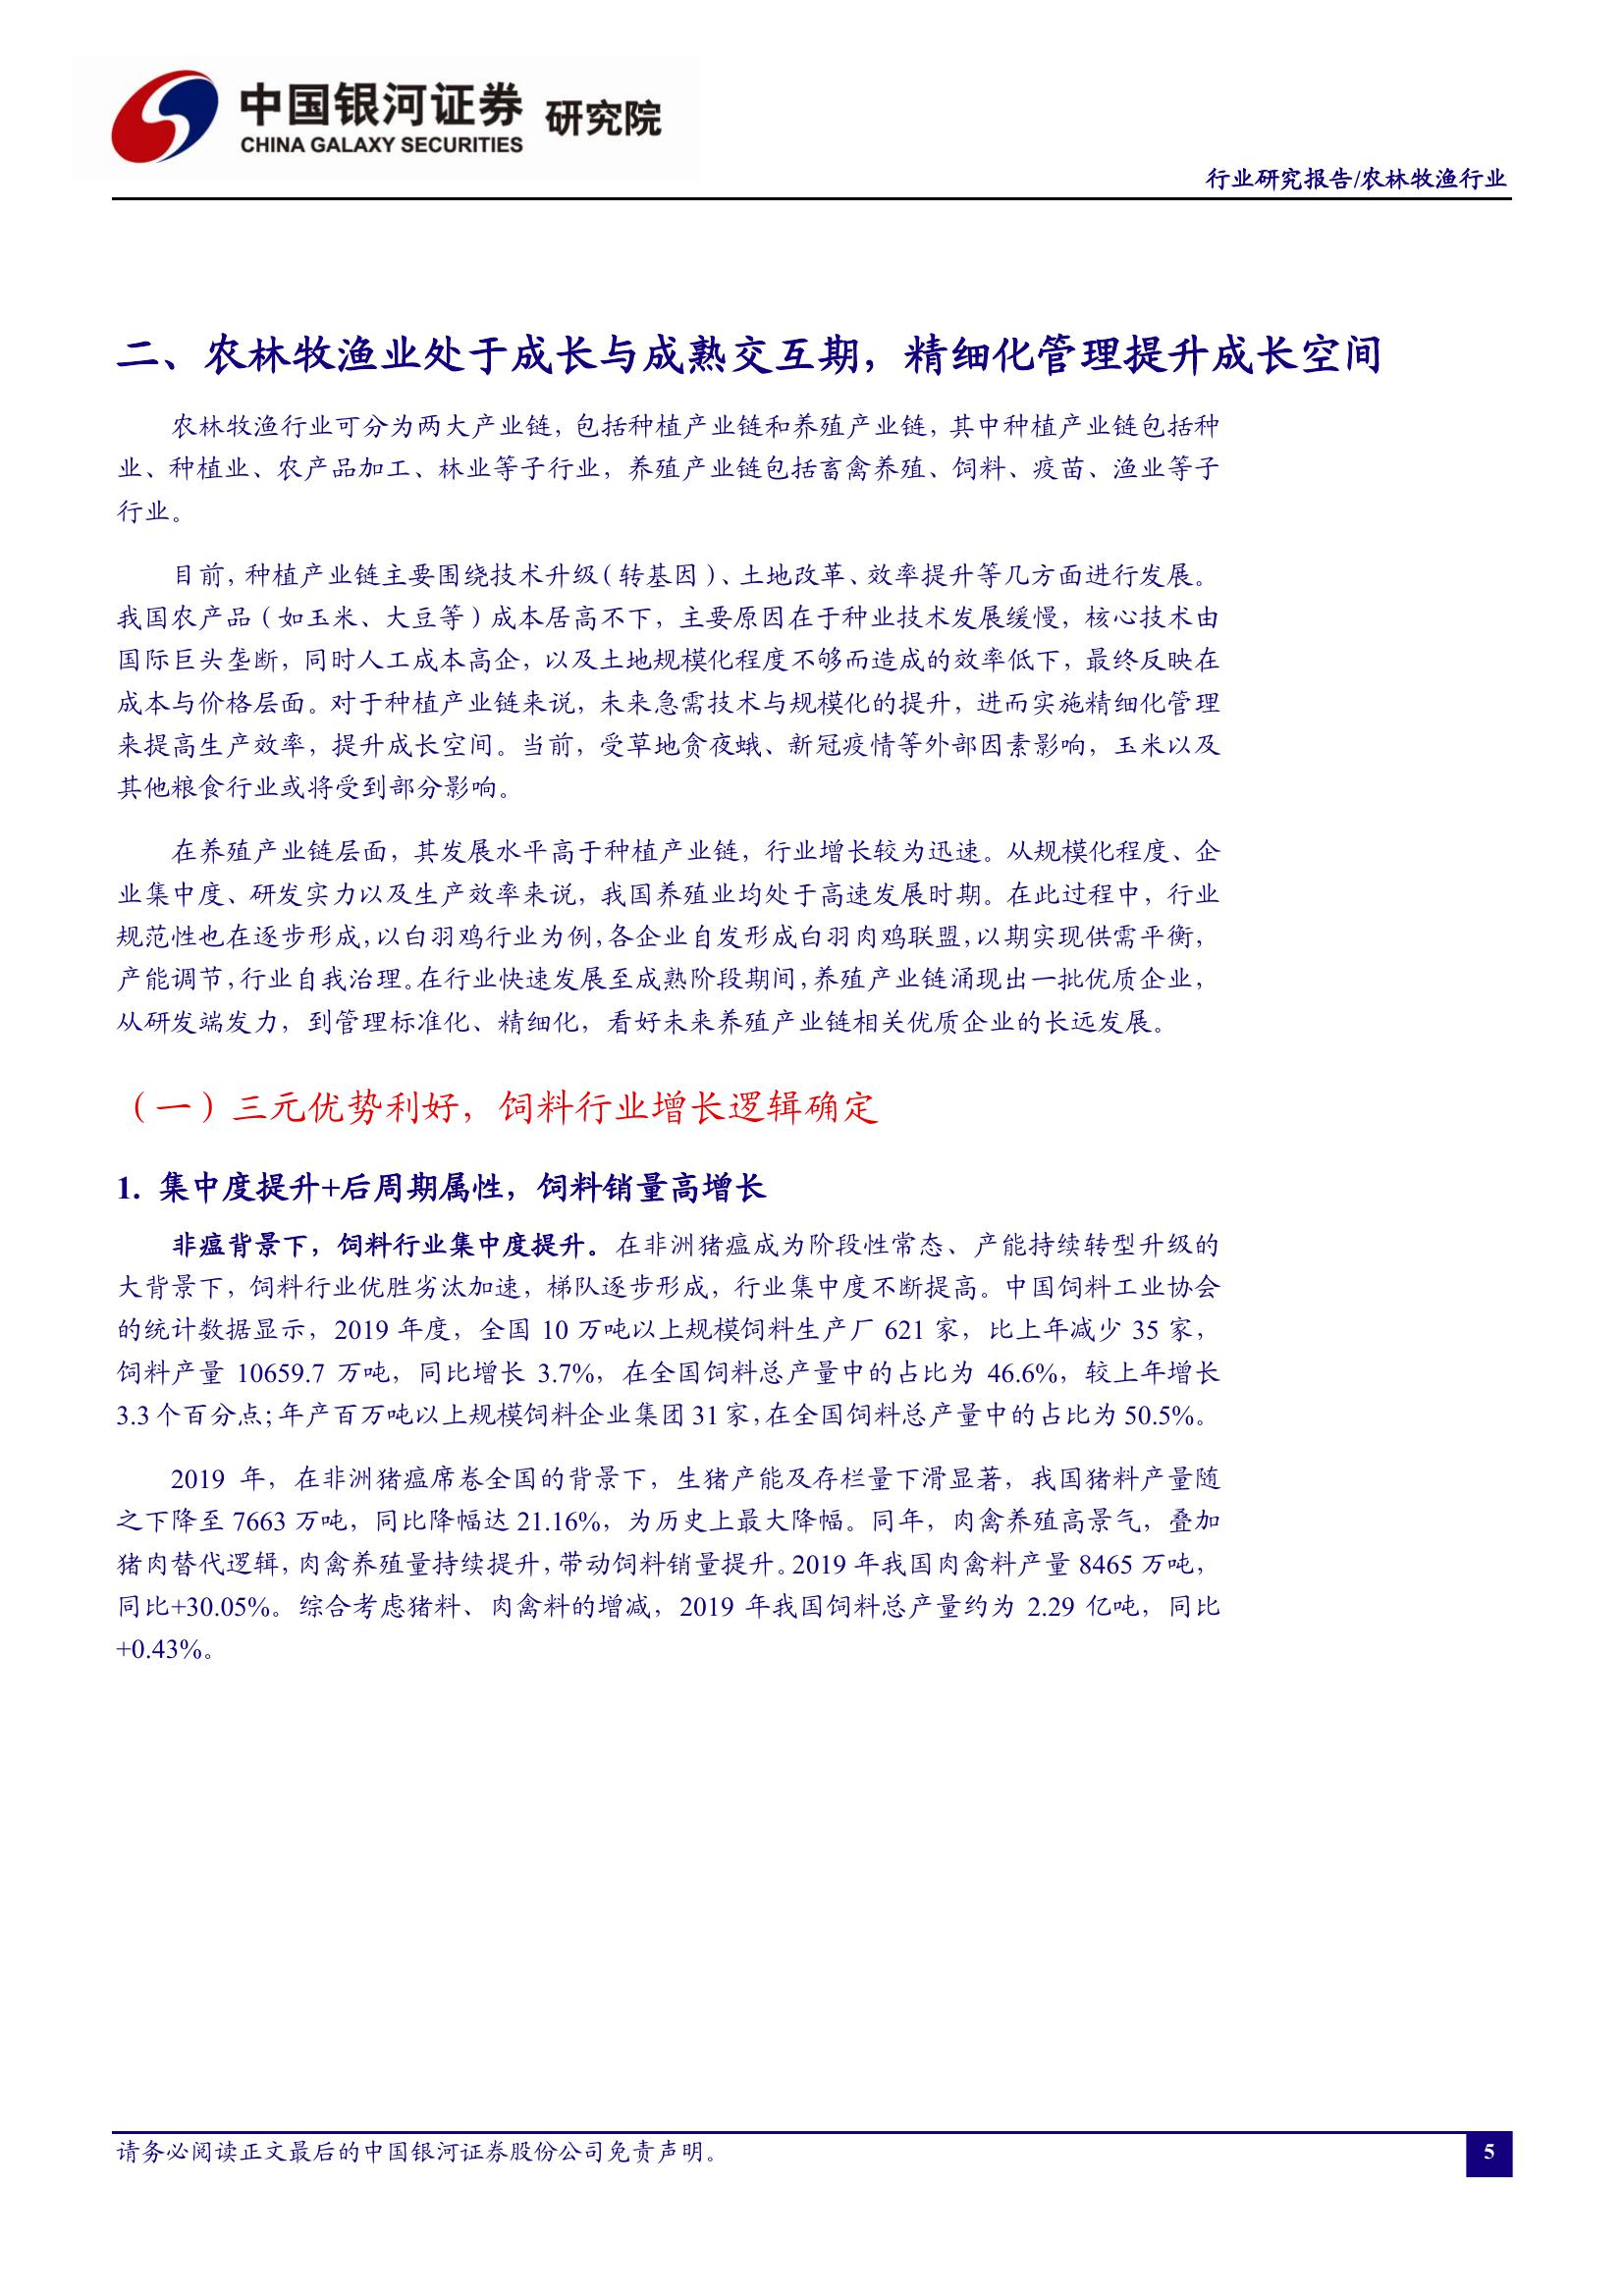 中国银河证券 研究院
CHINA GALAXY SECURITIES
行业研究报告/农林牧渔行业
二、农林牧渔业处于成长与成熟交互期，精细化管理提升成长空间
农林牧渔行业可分为两大产业链，包括种植产业链和养殖产业链，其中种植产业链包括种
业、种植业、农产品加工、林业等子行业，养殖产业链包括畜禽养殖、饲料、疫苗、渔业等子
行业。
目前，种植产业链主要围绕技术升级（转基因）、土地改革、效率提升等几方面进行发展。
我国农产品（如玉米、大豆等）成本居高不下，主要原因在于种业技术发展缓慢，核心技术由
国际巨头垄断，同时人工成本高企，以及土地规模化程度不够而造成的效率低下，最终反映在
成本与价格层面。对于种植产业链来说，未来急需技术与规模化的提升，进而实施精细化管理
来提高生产效率，提升成长空间。当前，受草地贪夜蛾、新冠疫情等外部因素影响，玉米以及
其他粮食行业或将受到部分影响。
在养殖产业链层面，其发展水平高于种植产业链，行业增长较为迅速。从规模化程度、企
业集中度、研发实力以及生产效率来说，我国养殖业均处于高速发展时期。在此过程中，行业
规范性也在逐步形成，以白羽鸡行业为例，各企业自发形成白羽肉鸡联盟，以期实现供需平衡，
产能调节，行业自我治理。在行业快速发展至成熟阶段期间，养殖产业链涌现出一批优质企业，
从研发端发力，到管理标准化、精细化，看好未来养殖产业链相关优质企业的长远发展。
（一）三元优势利好，饲料行业增长逻辑确定
1. 集中度提升+后周期属性，饲料销量高增长
非瘟背景下，饲料行业集中度提升。在非洲猪瘟成为阶段性常态、产能持续转型升级的
大背景下，饲料行业优胜劣汰加速，梯队逐步形成，行业集中度不断提高。中国饲料工业协会
的统计数据显示，2019 年度，全国 10 万吨以上规模饲料生产厂 621 家，比上年减少 35 家，
饲料产量 10659.7 万吨，同比增长 3.7%，在全国饲料总产量中的占比为 46.6%，较上年增长
3.3 个百分点；年产百万吨以上规模饲料企业集团 31 家，在全国饲料总产量中的占比为 50.5%。
2019 年，在非洲猪瘟席卷全国的背景下，生猪产能及存栏量下滑显著，我国猪料产量随
之下降至 7663 万吨，同比降幅达 21.16%，为历史上最大降幅。同年，肉禽养殖高景气，叠加
猪肉替代逻辑，肉禽养殖量持续提升，带动饲料销量提升。2019 年我国肉禽料产量 8465 万吨，
同比+30.05%。综合考虑猪料、肉禽料的增减，2019 年我国饲料总产量约为 2.29 亿吨，同比
+0.43%。
请务必阅读正文最后的中国银河证券股份公司免责声明。
5